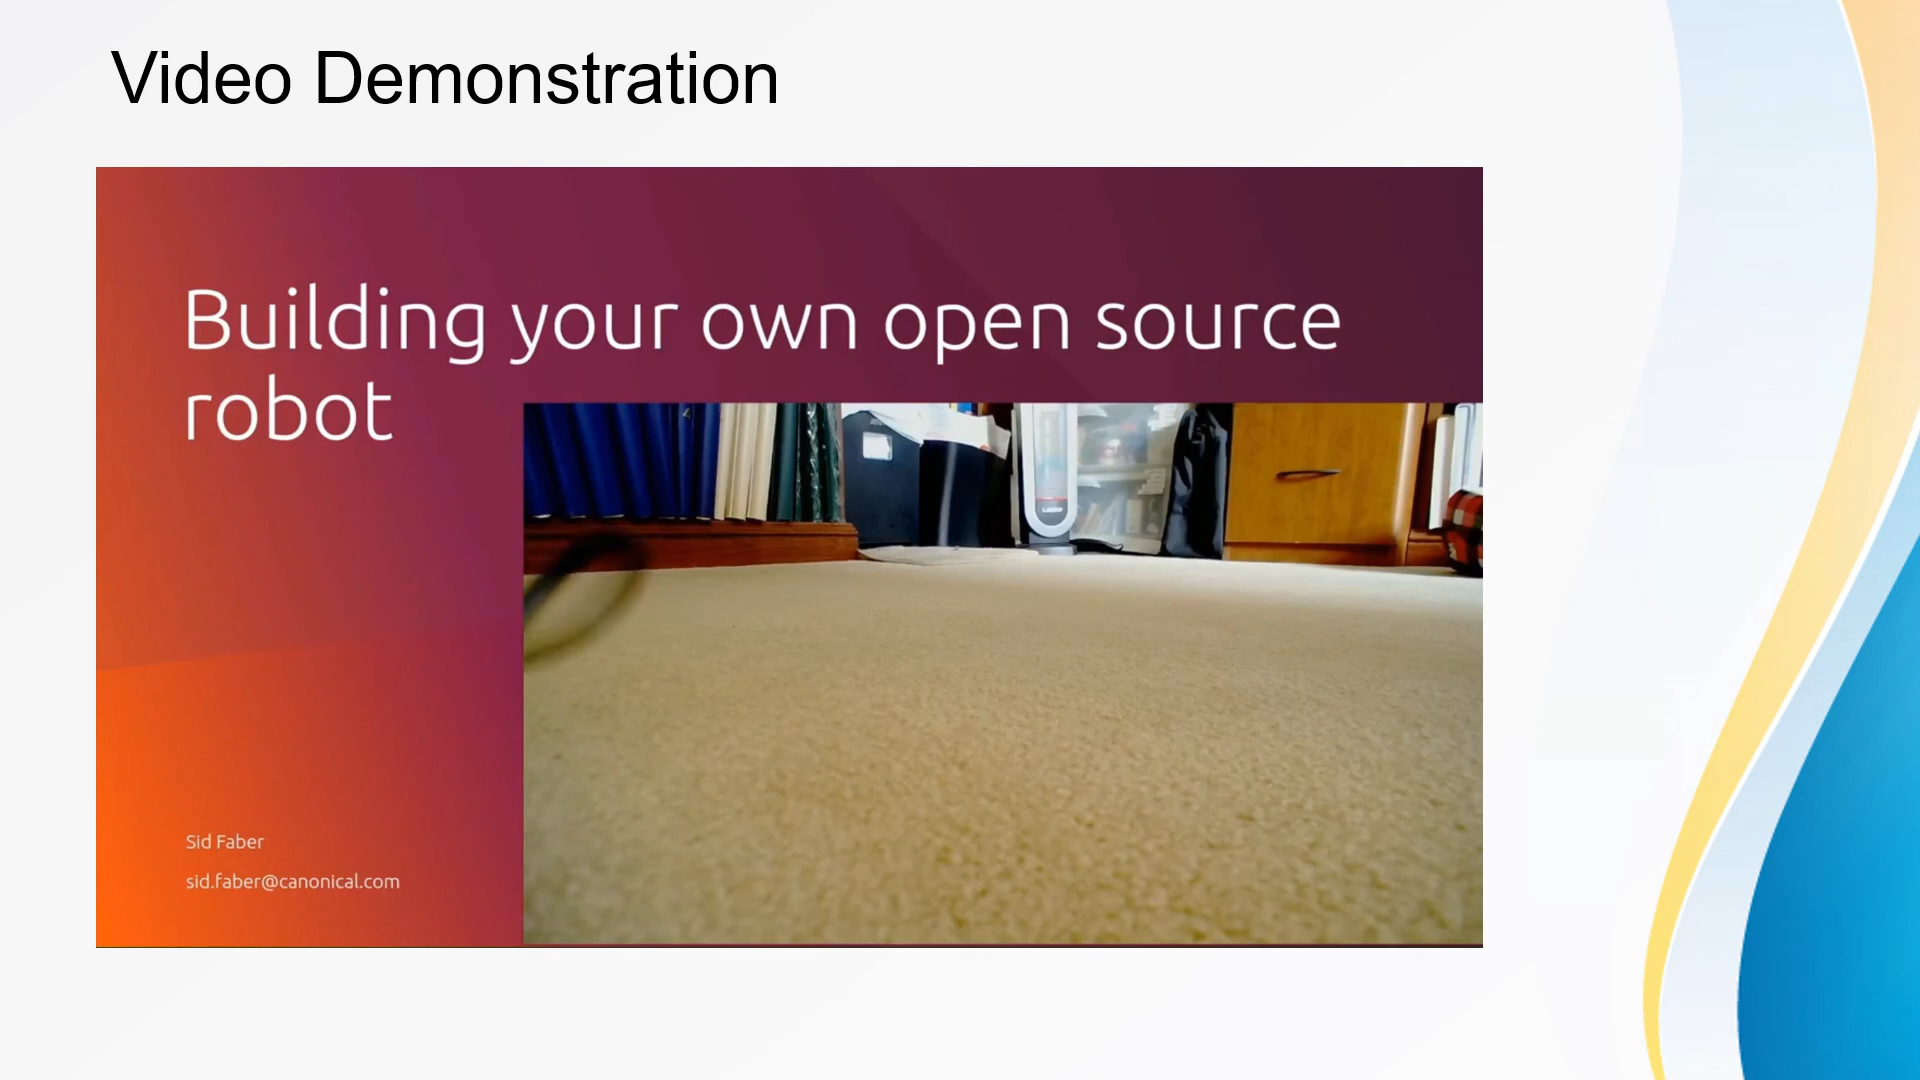 Video Demonstration
Building your own open source
robot
Sid Faber
sid.faber@canonical.com